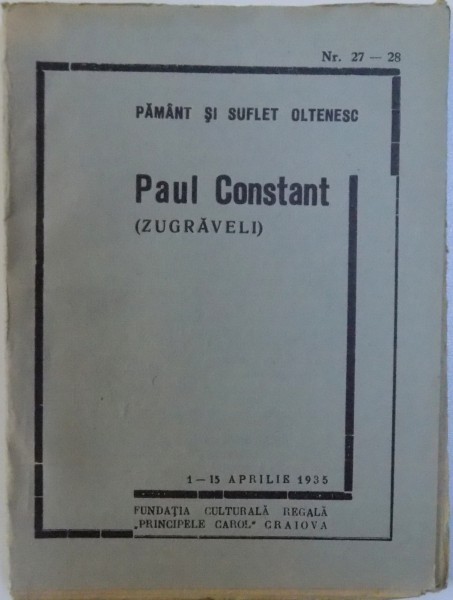 Nr. 27 — 28
PĂMÂNT ŞI SUFLET OLTENESC
Paul Constant
(ZUGRĂVELI)
1—15 APRILIE 1935
FUNDAŢIA CULTURALĂ REGALĂ
„PRINCIPELE CAROL" CRAIOVA